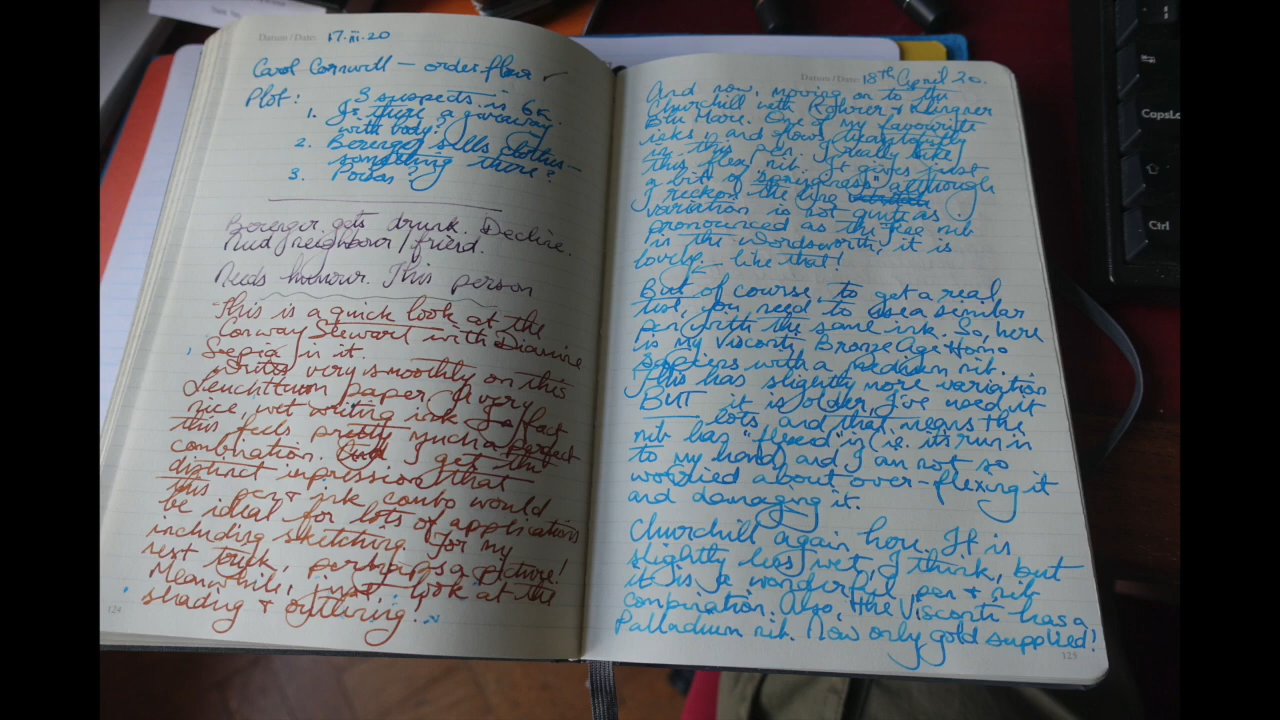 Datum / Date: 17.III.20
Carol Cornwell – order flour ✓
Plot: 3 suspects in 6k.
1. Is there a giveaway
with body?
2. Berenger sells clothes –
something there?
3. Poison?
Berenger gets drunk. Decline.
Nud neighbour/friend.
Needs honour. This person
This is a quick look at the
Conway Stewart with Diamine
Sepia in it.
Writes very smoothly on this
Leuchtturm paper. A very
nice, wet writing ink. In fact
this feels pretty much a perfect
combination. I get the
distinct impression that
this pen & ink combo would
be ideal for lots of applications
including sketching. For my
next trick, perhaps a picture!
Meanwhile, just look at the
shading & outlining!
124
Datum / Date: 18th April 20.
And now, moving on to the
Churchill with Rohrer & Klingner
Blu Mare. One of my favourite
inks and flows beautifully
in this pen. I really like
this flex nib. It gives just
a bit of "springiness" although
I reckon the line
variation is not quite as
pronounced as the flex nib
in the Wordsworth, it is
lovely. like that!
But of course, to get a real
test, you need to use a similar
pen with the same ink. So, here
is my Visconti Bronze Age Homo
Sapiens with a medium nib.
This has slightly more variation
BUT it is older, I've used it
lots and that means the
nib has "flexed" in (i.e. its run in
to my hand) and I am not so
worried about over-flexing it
and damaging it.
Churchill again here. It is
slightly less wet, I think, but
it is a wonderful pen & nib
combination. Also, the Visconti has a
Palladium nib. Now only gold supplied!
125
CapsLo
Ctrl